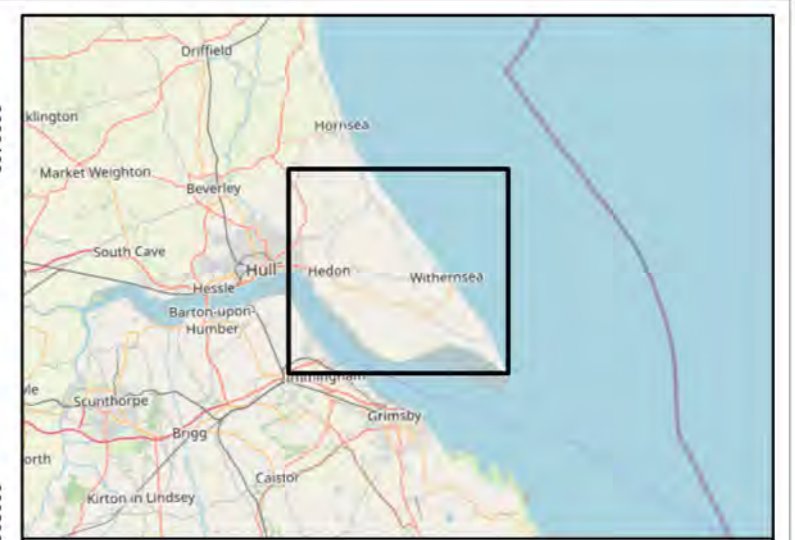 Driffield
klington
Hornsea
Market Weighton
Beverley
South Cave
Hull
Hedon
Withernsea
Hessle
Barton-upon-
Humber
Immingham
Scunthorpe
Grimsby
Brigg
orth
Caistor
Kirton in Lindsey